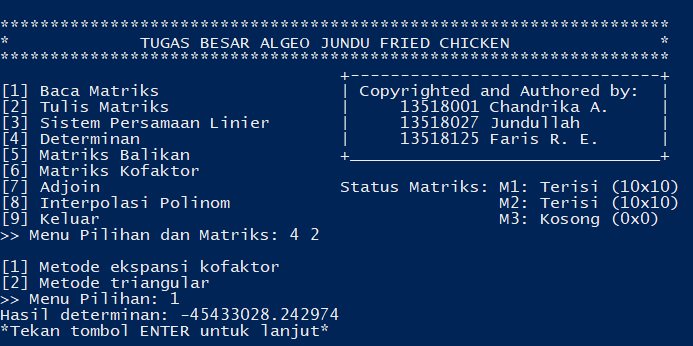 ********************************************************************
* TUGAS BESAR ALGEO JUNDU FRIED CHICKEN *
********************************************************************
+-------------------------------+
[1] Baca Matriks | Copyrighted and Authored by: |
[2] Tulis Matriks | 13518001 Chandrika A. |
[3] Sistem Persamaan Linier | 13518027 Jundullah |
[4] Determinan | 13518125 Faris R. E. |
[5] Matriks Balikan +_______________________________+
[6] Matriks Kofaktor
[7] Adjoin Status Matriks: M1: Terisi (10x10)
[8] Interpolasi Polinom M2: Terisi (10x10)
[9] Keluar M3: Kosong (0x0)
>> Menu Pilihan dan Matriks: 4 2
[1] Metode ekspansi kofaktor
[2] Metode triangular
>> Menu Pilihan: 1
Hasil determinan: -45433028.242974
*Tekan tombol ENTER untuk lanjut*